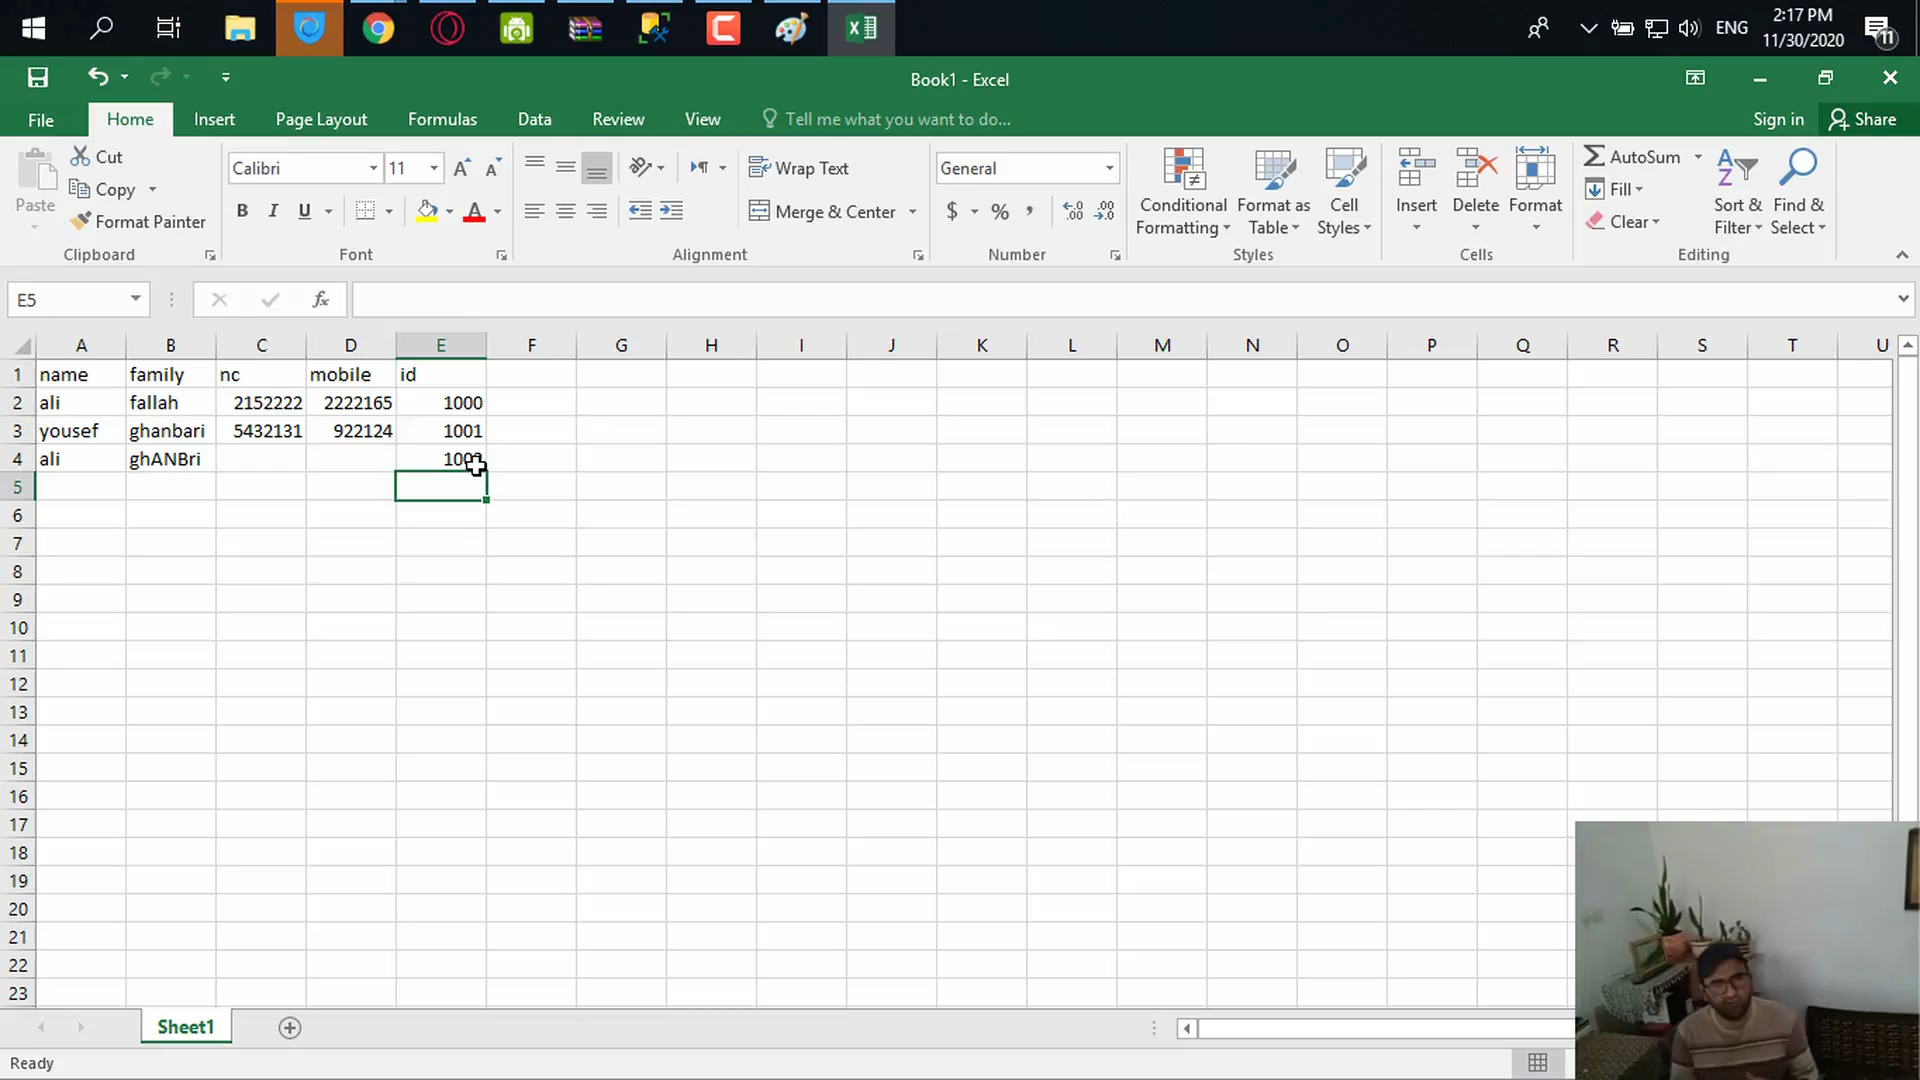 ENG
2:17 PM
11/30/2020
11
Book1 - Excel
File Home Insert Page Layout Formulas Data Review View Tell me what you want to do...
Sign in Share
Paste
Cut
Copy
Format Painter
Clipboard
Calibri 11
B I U
Font
Wrap Text
Merge & Center
Alignment
General
$ % ,
Number
Conditional Formatting
Format as Table
Cell Styles
Styles
Insert
Delete
Format
Cells
AutoSum
Fill
Clear
Sort & Filter
Find & Select
Editing
E5 fx
A B C D E F G H I J K L M N O P Q R S T U
1 name family nc mobile id
2 ali fallah 2152222 2222165 1000
3 yousef ghanbari 5432131 922124 1001
4 ali ghANBri
5
6
7
8
9
10
11
12
13
14
15
16
17
18
19
20
21
22
23
Sheet1
Ready